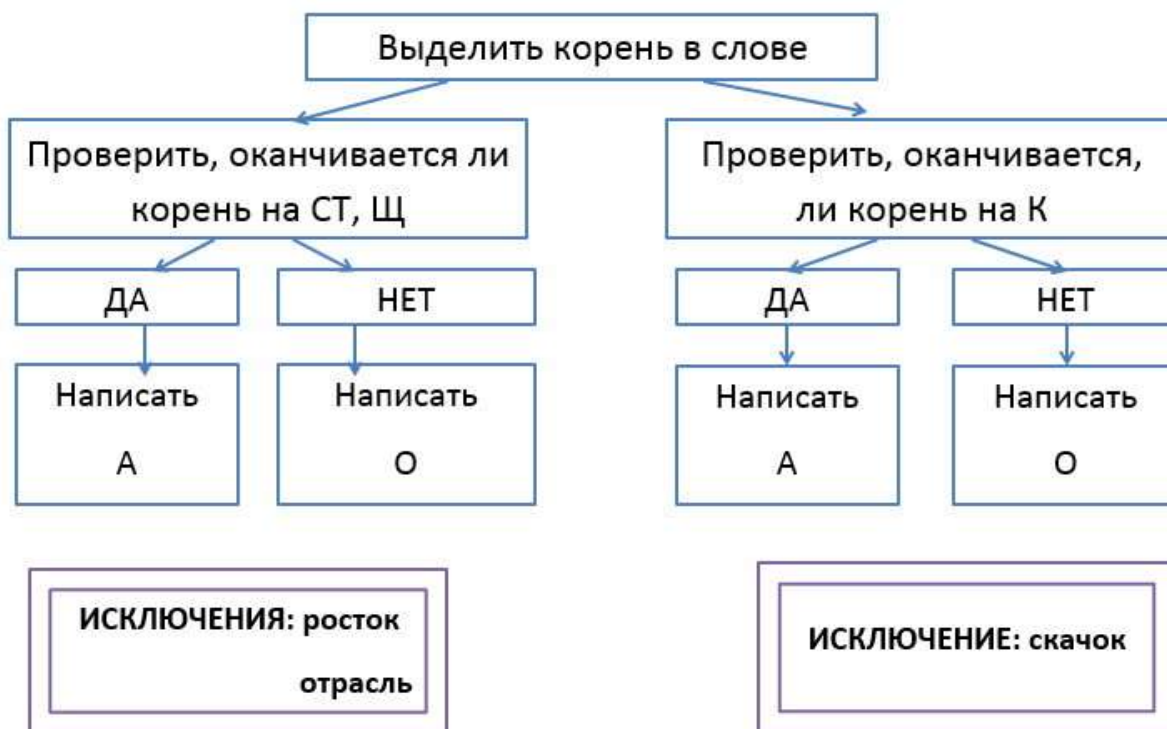 Выделить корень в слове
Проверить, оканчивается ли
корень на СТ, Щ
Проверить, оканчивается,
ли корень на К
ДА
НЕТ
ДА
НЕТ
Написать
А
Написать
О
Написать
А
Написать
О
ИСКЛЮЧЕНИЯ: росток
отрасль
ИСКЛЮЧЕНИЕ: скачок